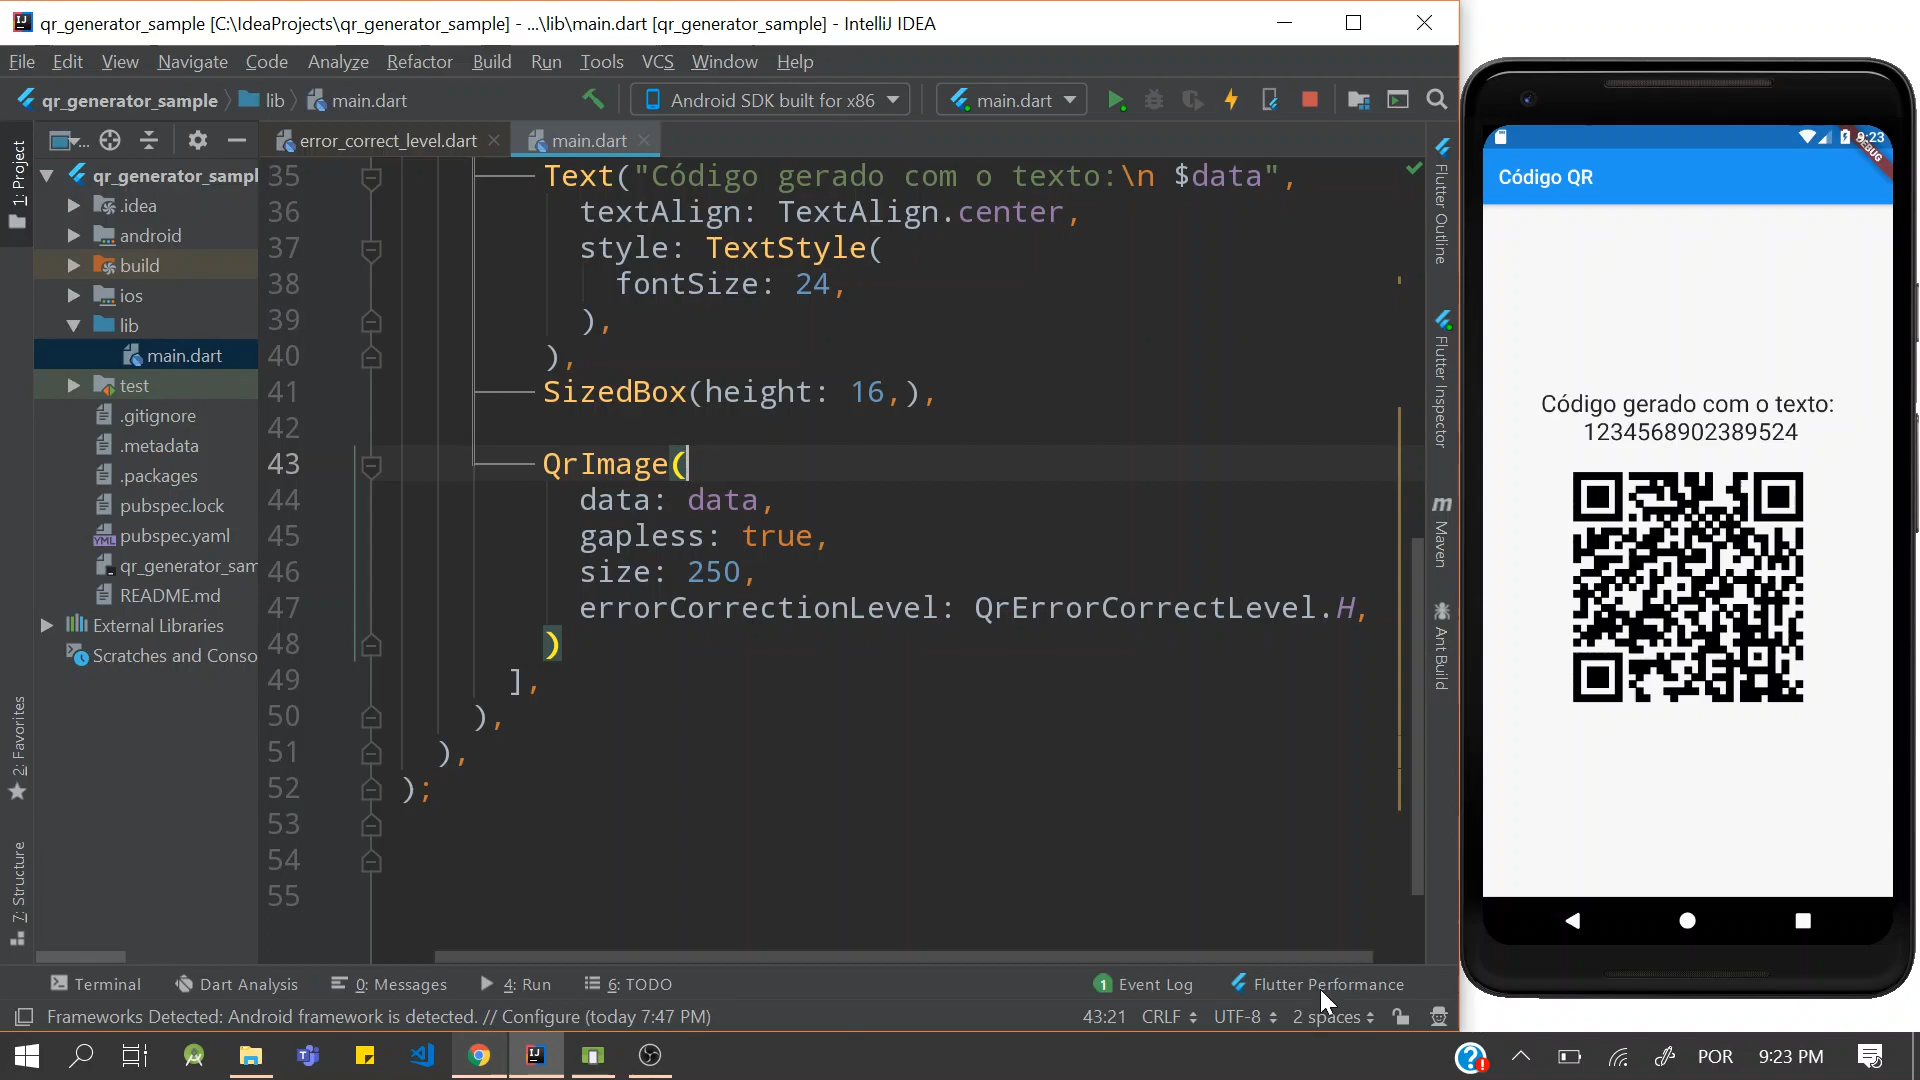 qr_generator_sample [C:\IdeaProjects\qr_generator_sample] - ...\lib\main.dart [qr_generator_sample] - IntelliJ IDEA
File Edit View Navigate Code Analyze Refactor Build Run Tools VCS Window Help
qr_generator_sample lib main.dart Android SDK built for x86 main.dart
1: Project
error_correct_level.dart main.dart
qr_generator_sampl
.idea
android
build
ios
lib
main.dart
test
.gitignore
.metadata
.packages
pubspec.lock
pubspec.yaml
qr_generator_sam
README.md
External Libraries
Scratches and Conso
2: Favorites
7: Structure
35 Text("Código gerado com o texto:\n $data",
36 textAlign: TextAlign.center,
37 style: TextStyle(
38 fontSize: 24,
39 ),
40 ),
41 SizedBox(height: 16,),
42
43 QrImage(
44 data: data,
45 gapless: true,
46 size: 250,
47 errorCorrectionLevel: QrErrorCorrectLevel.H,
48 )
49 ],
50 ),
51 ),
52 );
53
54
55
Flutter Outline
Flutter Inspector
Maven
Ant Build
Terminal Dart Analysis 0: Messages 4: Run 6: TODO 1 Event Log Flutter Performance
Frameworks Detected: Android framework is detected. // Configure (today 7:47 PM) 43:21 CRLF UTF-8 2 spaces
POR 9:23 PM
9:23
DEBUG
Código QR
Código gerado com o texto:
1234568902389524